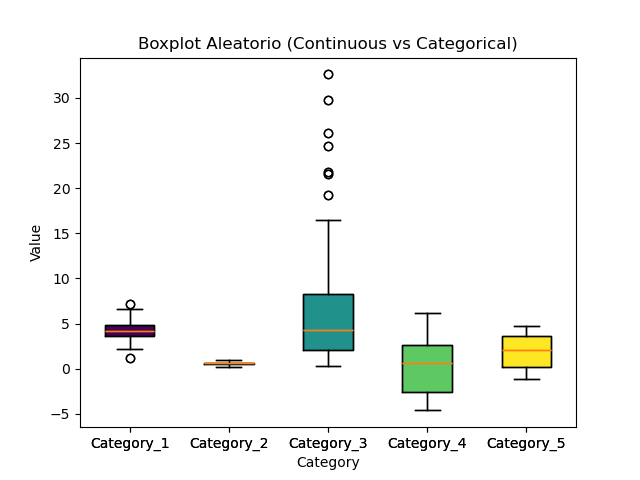 Boxplot Aleatorio (Continuous vs Categorical)
30
25
20
15
10
5
0
−5
Value
Category_1 Category_2 Category_3 Category_4 Category_5
Category